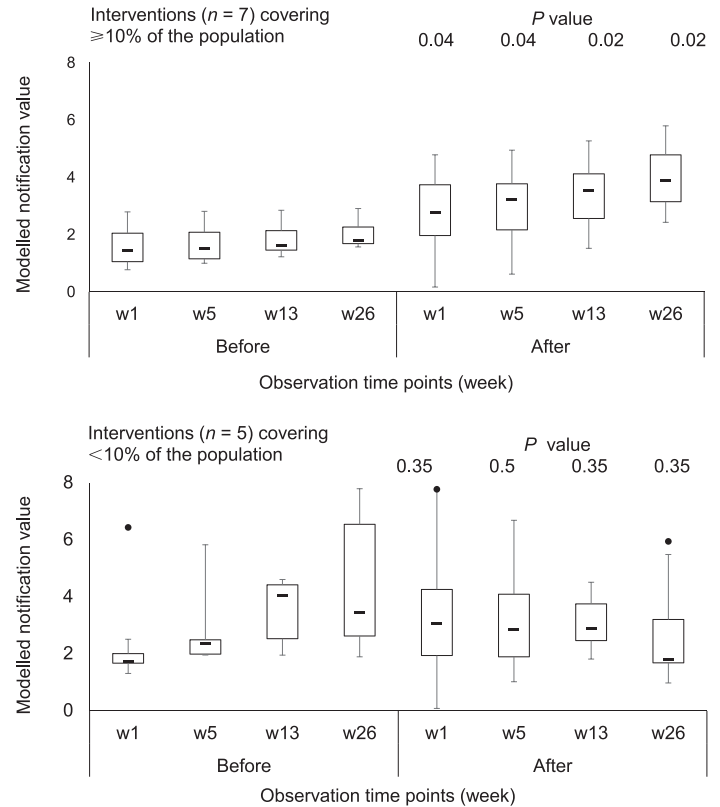 Interventions (n = 7) covering
⩾10% of the population
P value
0.04 0.04 0.02 0.02
Modelled notification value
8
6
4
2
0
w1 w5 w13 w26 w1 w5 w13 w26
Before After
Observation time points (week)
Interventions (n = 5) covering
<10% of the population
P value
0.35 0.5 0.35 0.35
Modelled notification value
8
6
4
2
0
w1 w5 w13 w26 w1 w5 w13 w26
Before After
Observation time points (week)